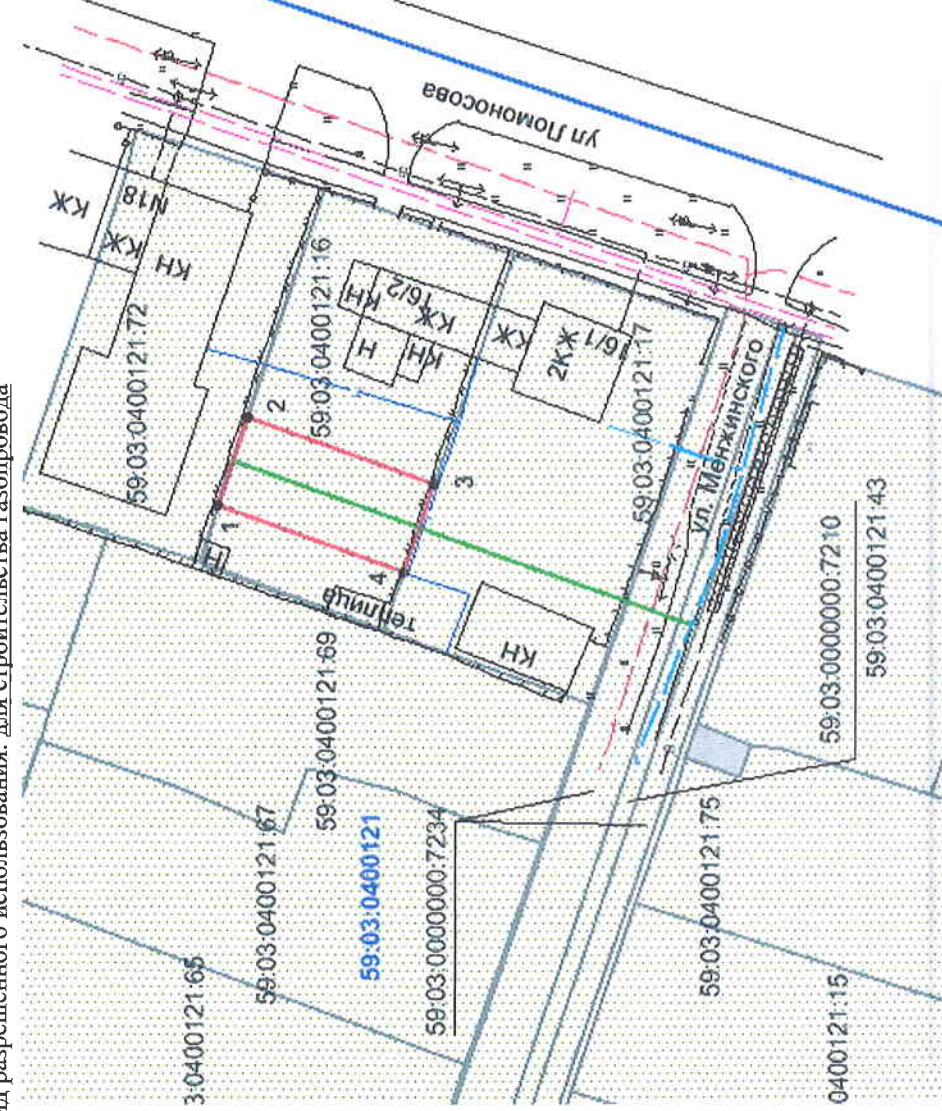 разрешенного использования: для строительства газопровода
ул Ломоносова
КЖ
N18
КЖ
КН
59:03:0400121:72
59:03:0400121:16
КН
16/2
КЖ
Н
КН
КЖ
2КЖ
16/1
59:03:0400121:17
1
2
3
4
Н
теплица
КН
ул. Менжинского
59:03:0400121:69
59:03:0400121:67
59:03:0400121
3:0400121:65
59:03:0000000:7234
59:03:0000000:7210
59:03:0400121:43
59:03:0400121:75
0400121:15